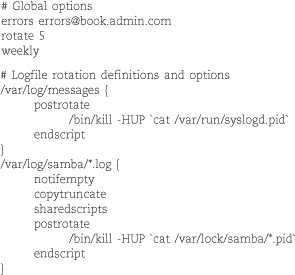 # Global options
errors errors@book.admin.com
rotate 5
weekly
# Logfile rotation definitions and options
/var/log/messages {
postrotate
/bin/kill -HUP `cat /var/run/syslogd.pid`
endscript
}
/var/log/samba/*.log {
notifempty
copytruncate
sharedscripts
postrotate
/bin/kill -HUP `cat /var/lock/samba/*.pid`
endscript
}